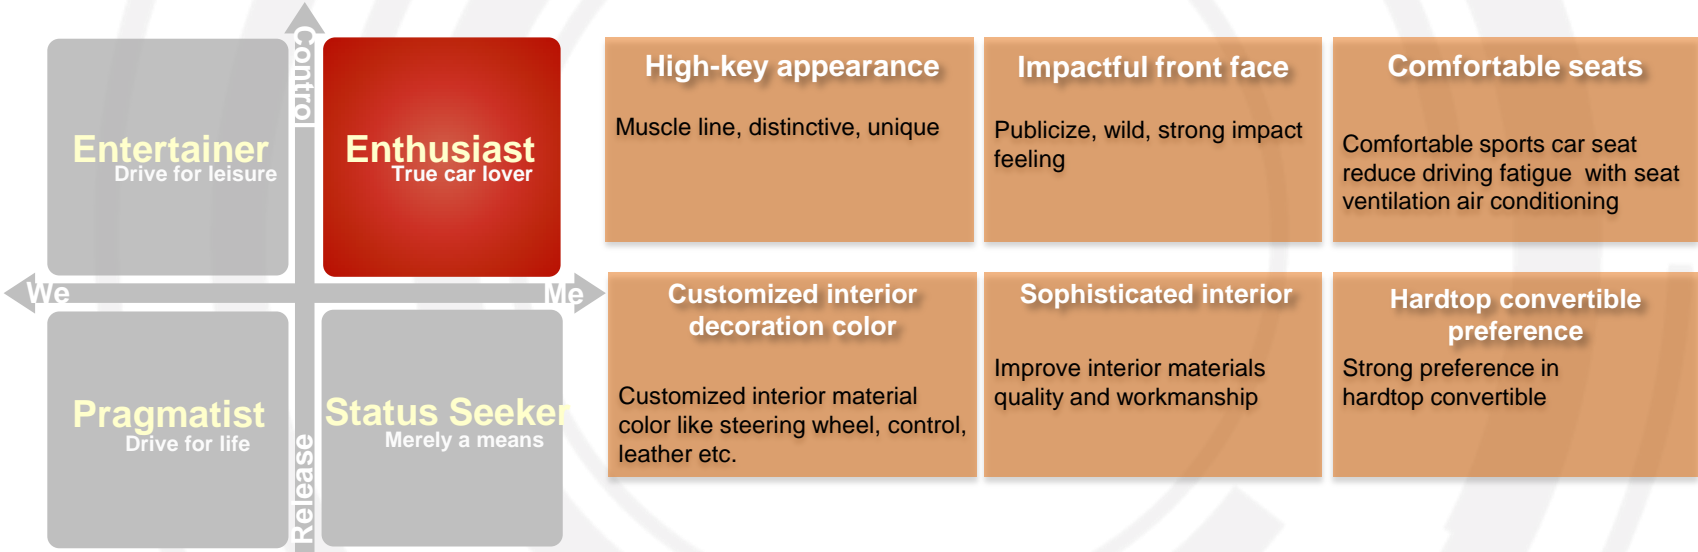 Control
Entertainer
Drive for leisure
Enthusiast
True car lover
We
Me
Pragmatist
Drive for life
Status Seeker
Merely a means
Release
High-key appearance
Muscle line, distinctive, unique
Impactful front face
Publicize, wild, strong impact
feeling
Comfortable seats
Comfortable sports car seat
reduce driving fatigue  with seat
ventilation air conditioning
Customized interior
decoration color
Customized interior material
color like steering wheel, control,
leather etc.
Sophisticated interior
Improve interior materials
quality and workmanship
Hardtop convertible
preference
Strong preference in
hardtop convertible